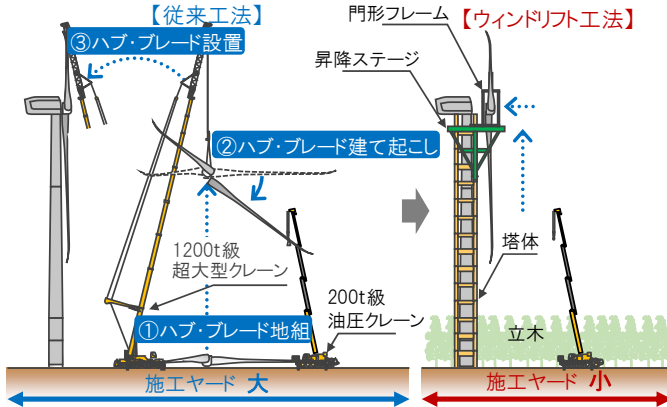 【従来工法】
③ハブ・ブレード設置
②ハブ・ブレード建て起こし
1200t級
超大型クレーン
200t級
油圧クレーン
①ハブ・ブレード地組
施工ヤード 大
門形フレーム
【ウィンドリフト工法】
昇降ステージ
塔体
立木
施工ヤード 小